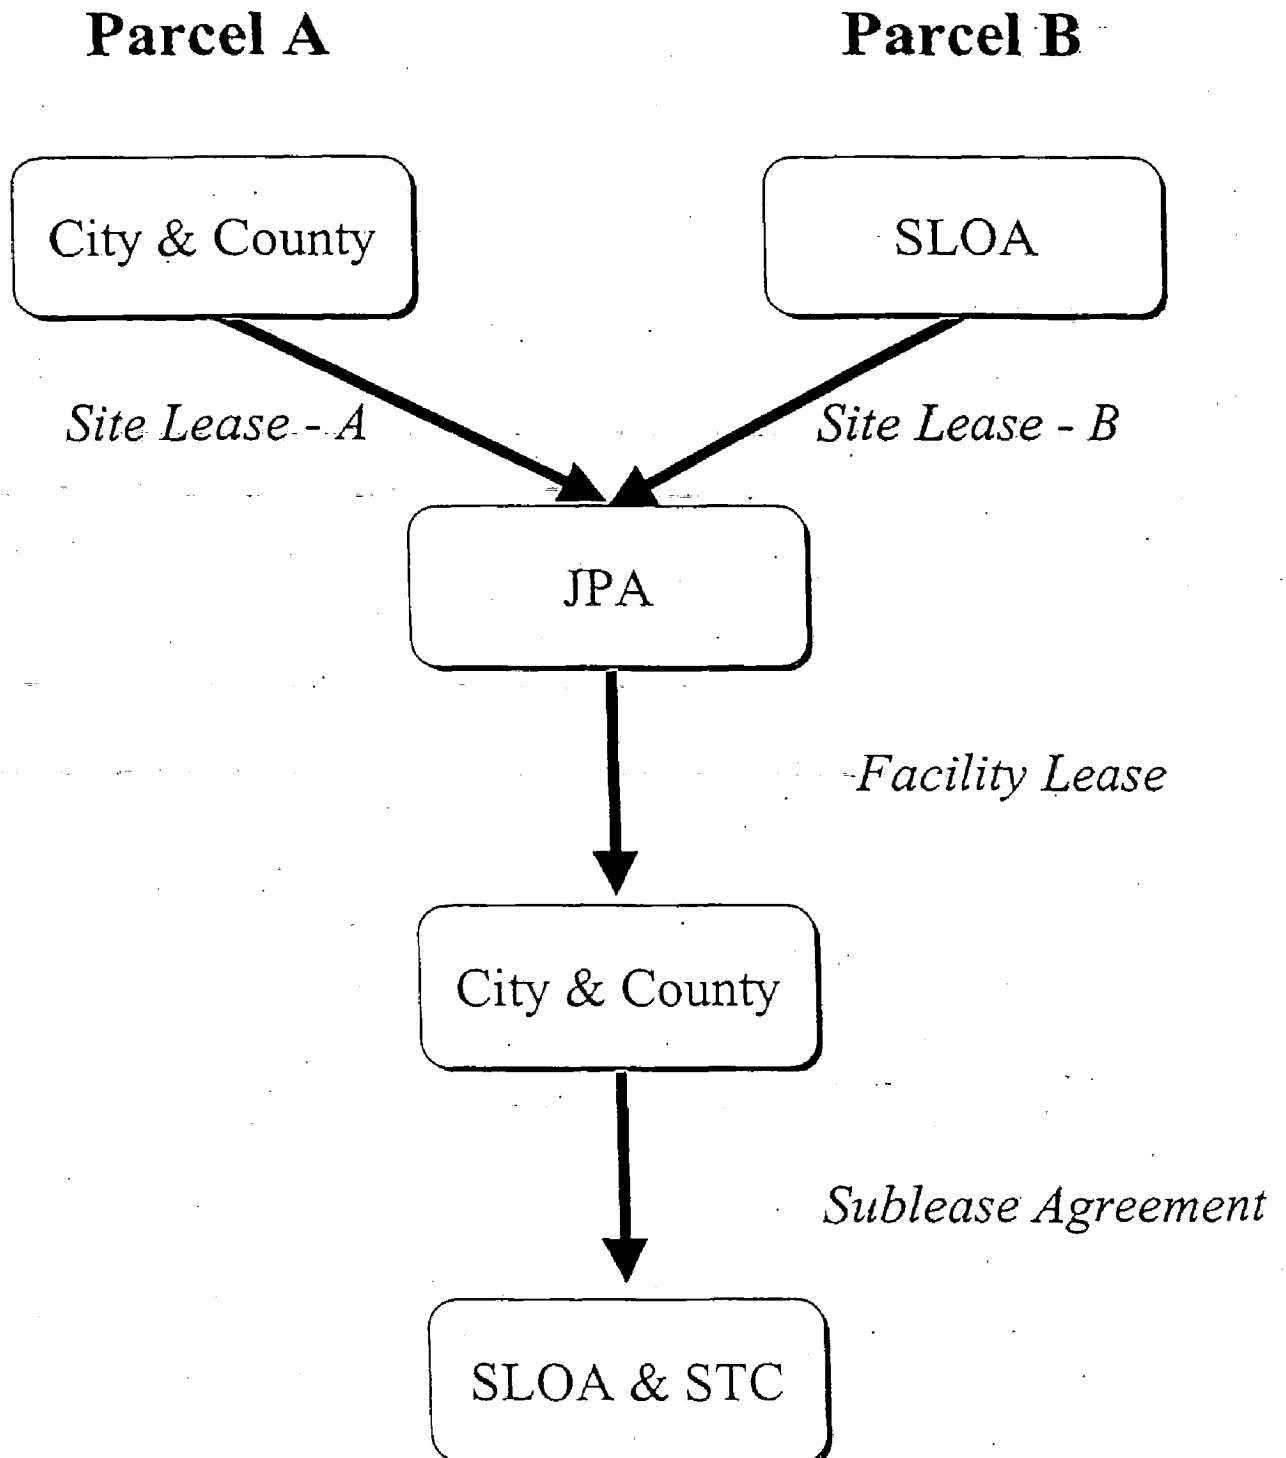 Parcel A
Parcel B
City & County
SLOA
Site Lease - A
Site Lease - B
JPA
Facility Lease
City & County
Sublease Agreement
SLOA & STC